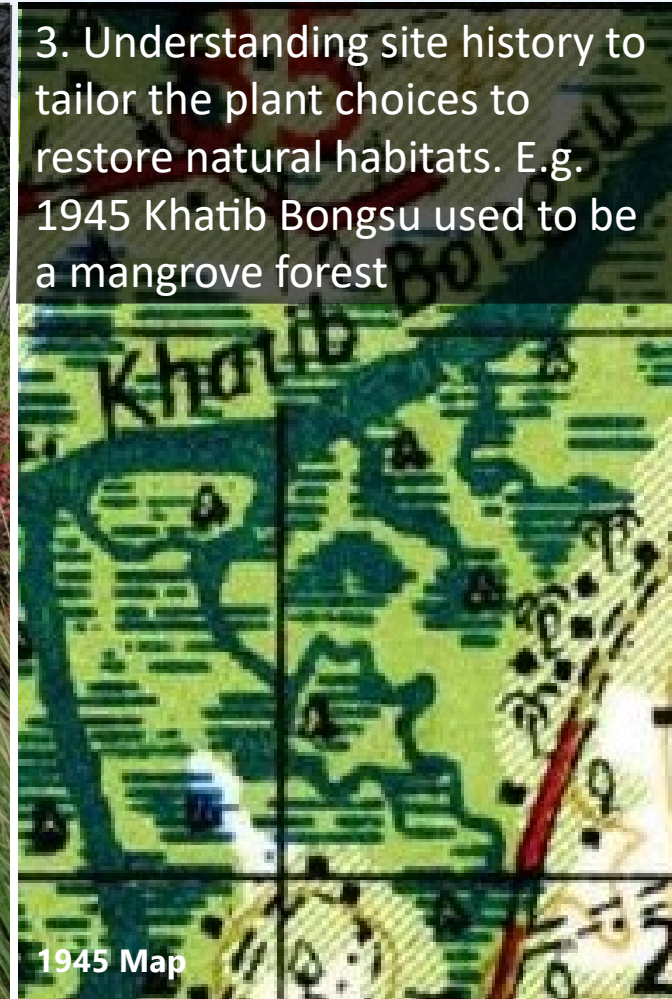 3. Understanding site history to
tailor the plant choices to
restore natural habitats. E.g.
1945 Khatib Bongsu used to be
a mangrove forest
Khatib Bongsu
1945 Map